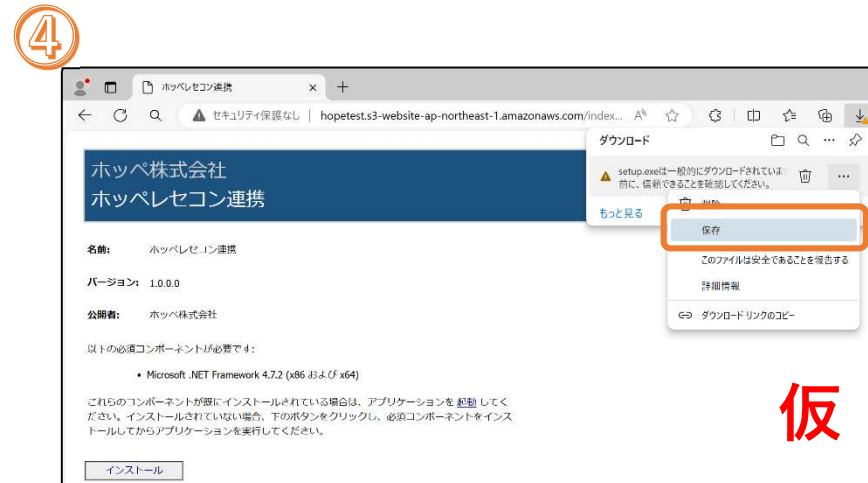 ④
ホッペレセコン連携
セキュリティ保護なし | hopetest.s3-website-ap-northeast-1.amazonaws.com/index...
ダウンロード
setup.exeは一般的にダウンロードされていま
前に、信頼できることを確認してください。
もっと見る
削除
保存
このファイルは安全であることを報告する
詳細情報
ダウンロード リンクのコピー
ホッペ株式会社
ホッペレセコン連携
名前: ホッペレセコン連携
バージョン: 1.0.0.0
公開者: ホッペ株式会社
以下の必須コンポーネントが必要です:
• Microsoft .NET Framework 4.7.2 (x86 および x64)
これらのコンポーネントが既にインストールされている場合は、アプリケーションを 起動 してく
ださい。インストールされていない場合、下のボタンをクリックし、必須コンポーネントをインス
トールしてからアプリケーションを実行してください。
インストール
仮